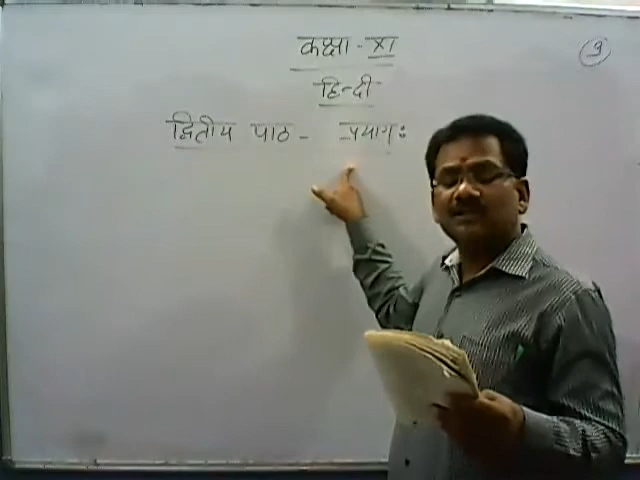 कक्षा - XI
हिन्दी
द्वितीय पाठ - प्रयागः